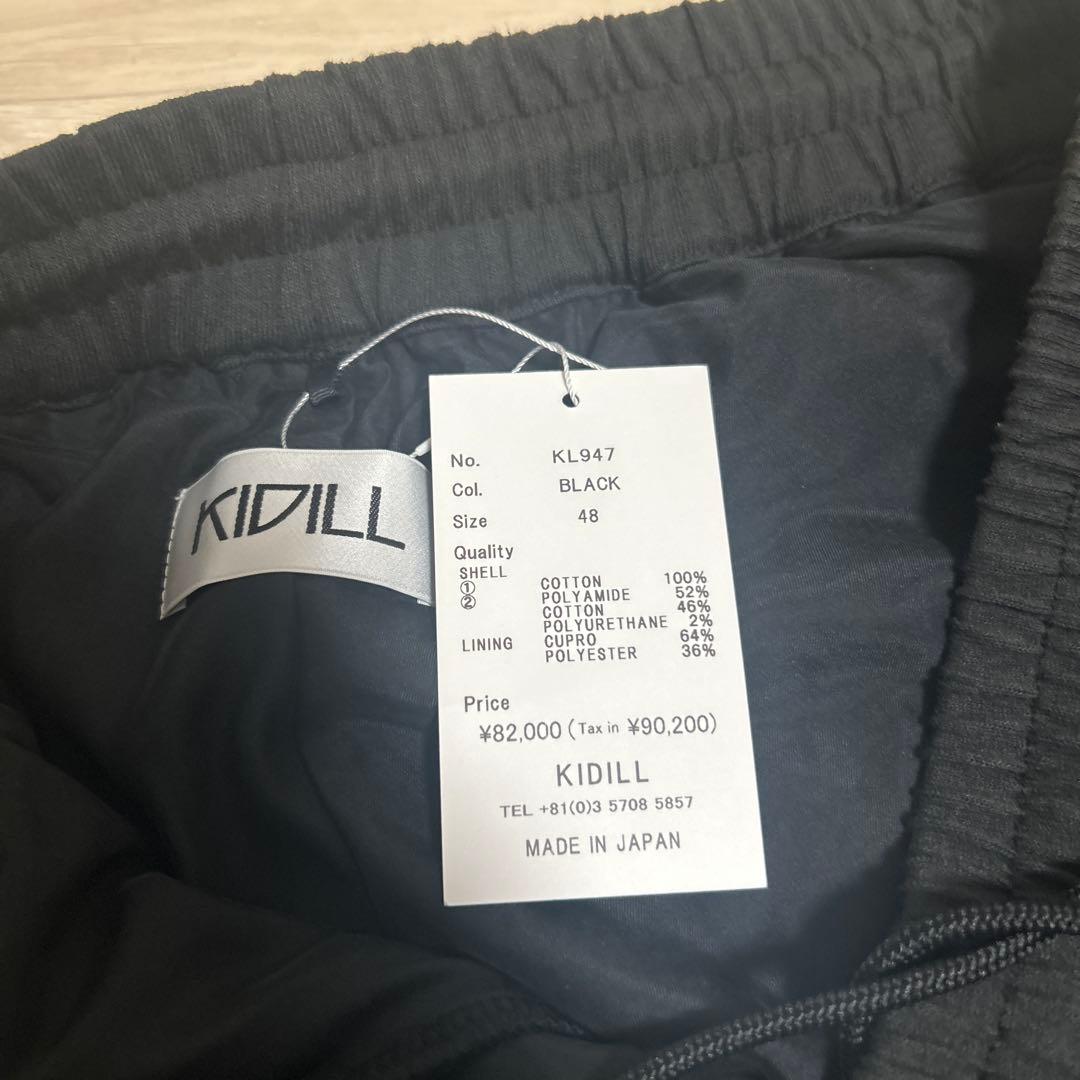 KIDILL
No. KL947
Col. BLACK
Size 48
Quality
SHELL
① COTTON 100%
② POLYAMIDE 52%
COTTON 46%
POLYURETHANE 2%
LINING CUPRO 64%
POLYESTER 36%
Price
¥82,000 (Tax in ¥90,200)
KIDILL
TEL +81(0)3 5708 5857
MADE IN JAPAN